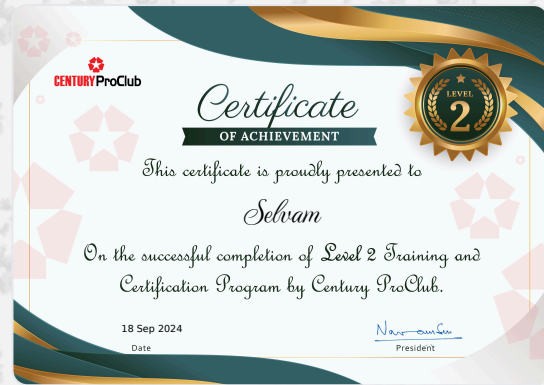 CENTURY ProClub
Certificate
OF ACHIEVEMENT
LEVEL
2
This certificate is proudly presented to
Selvam
On the successful completion of Level 2 Training and
Certification Program by Century ProClub.
18 Sep 2024
Date
President